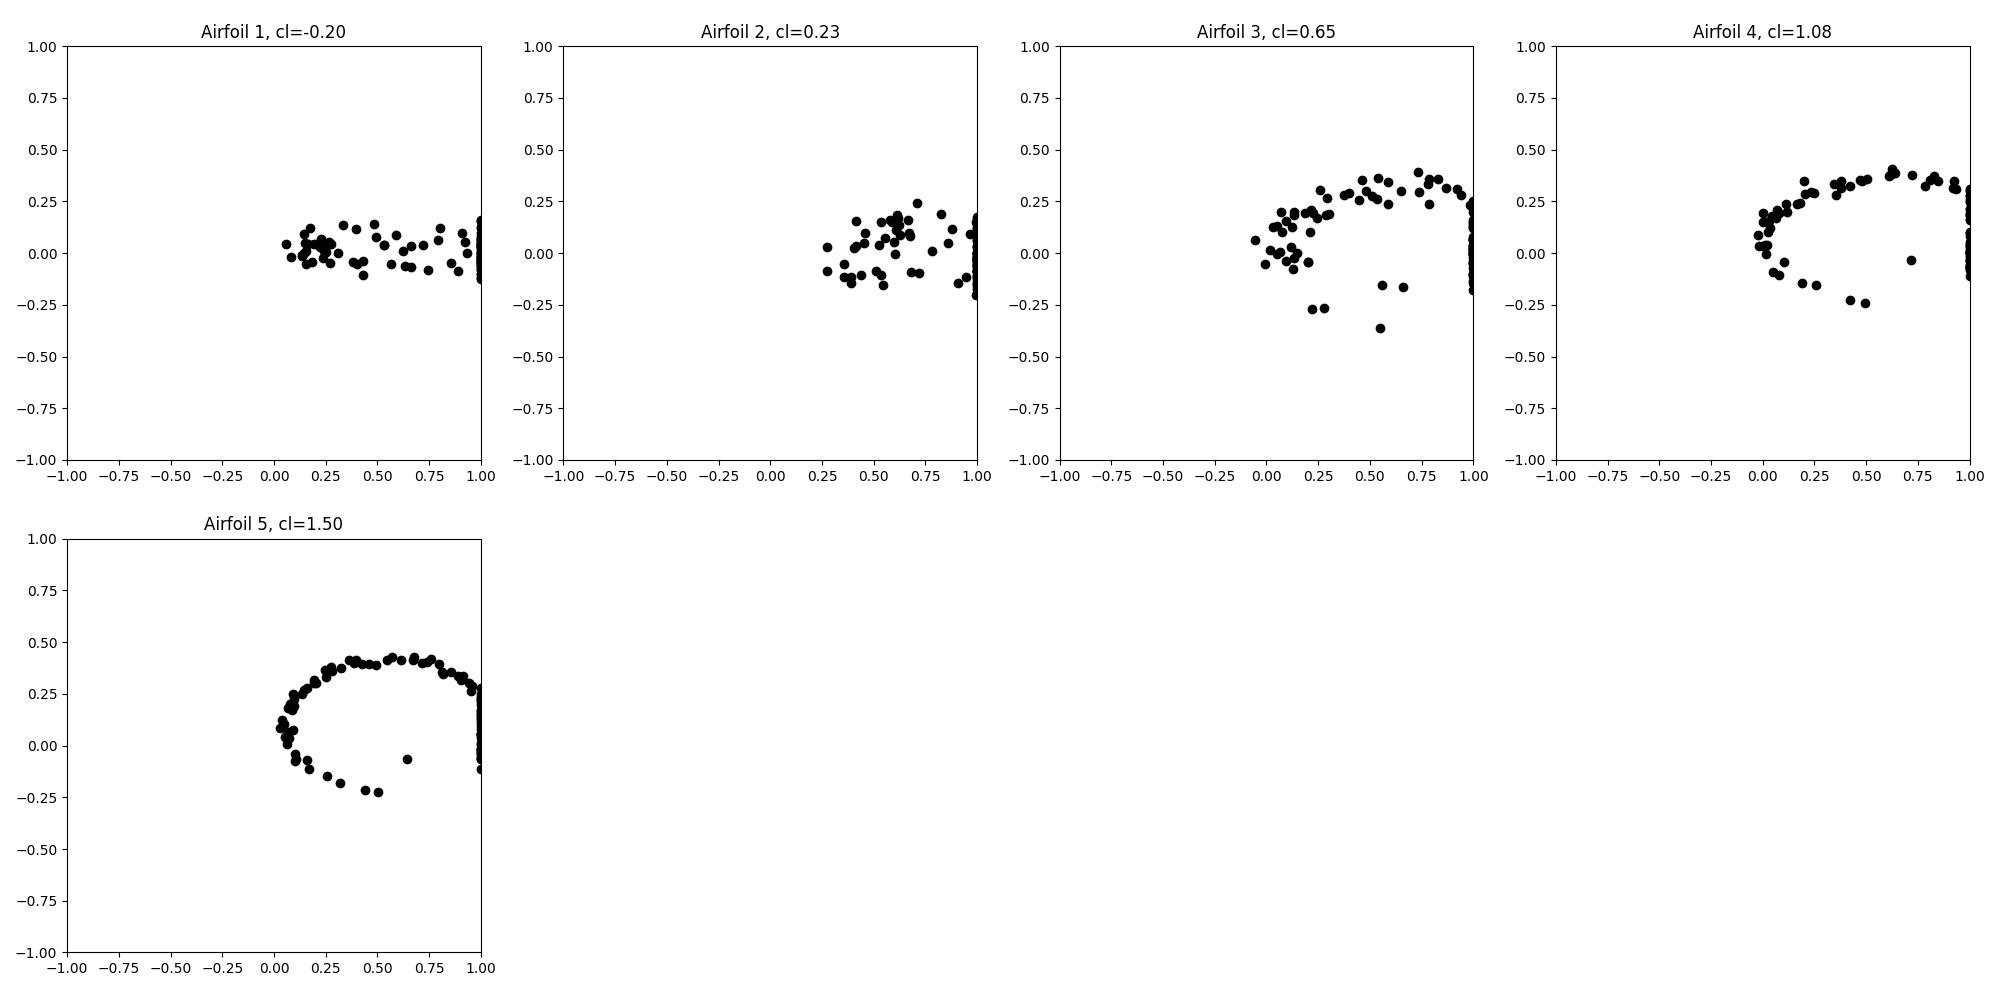 Airfoil 1, cl=-0.20
Airfoil 2, cl=0.23
Airfoil 3, cl=0.65
Airfoil 4, cl=1.08
1.00 1.00 1.00 1.00
0.75 0.75 0.75 0.75
0.50 0.50 0.50 0.50
0.25 0.25 0.25 0.25
0.00 0.00 0.00 0.00
−0.25 −0.25 −0.25 −0.25
−0.50 −0.50 −0.50 −0.50
−0.75 −0.75 −0.75 −0.75
−1.00 −1.00 −1.00 −1.00
−1.00 −0.75 −0.50 −0.25 0.00 0.25 0.50 0.75 1.00
−1.00 −0.75 −0.50 −0.25 0.00 0.25 0.50 0.75 1.00
−1.00 −0.75 −0.50 −0.25 0.00 0.25 0.50 0.75 1.00
−1.00 −0.75 −0.50 −0.25 0.00 0.25 0.50 0.75 1.00
Airfoil 5, cl=1.50
1.00
0.75
0.50
0.25
0.00
−0.25
−0.50
−0.75
−1.00
−1.00 −0.75 −0.50 −0.25 0.00 0.25 0.50 0.75 1.00